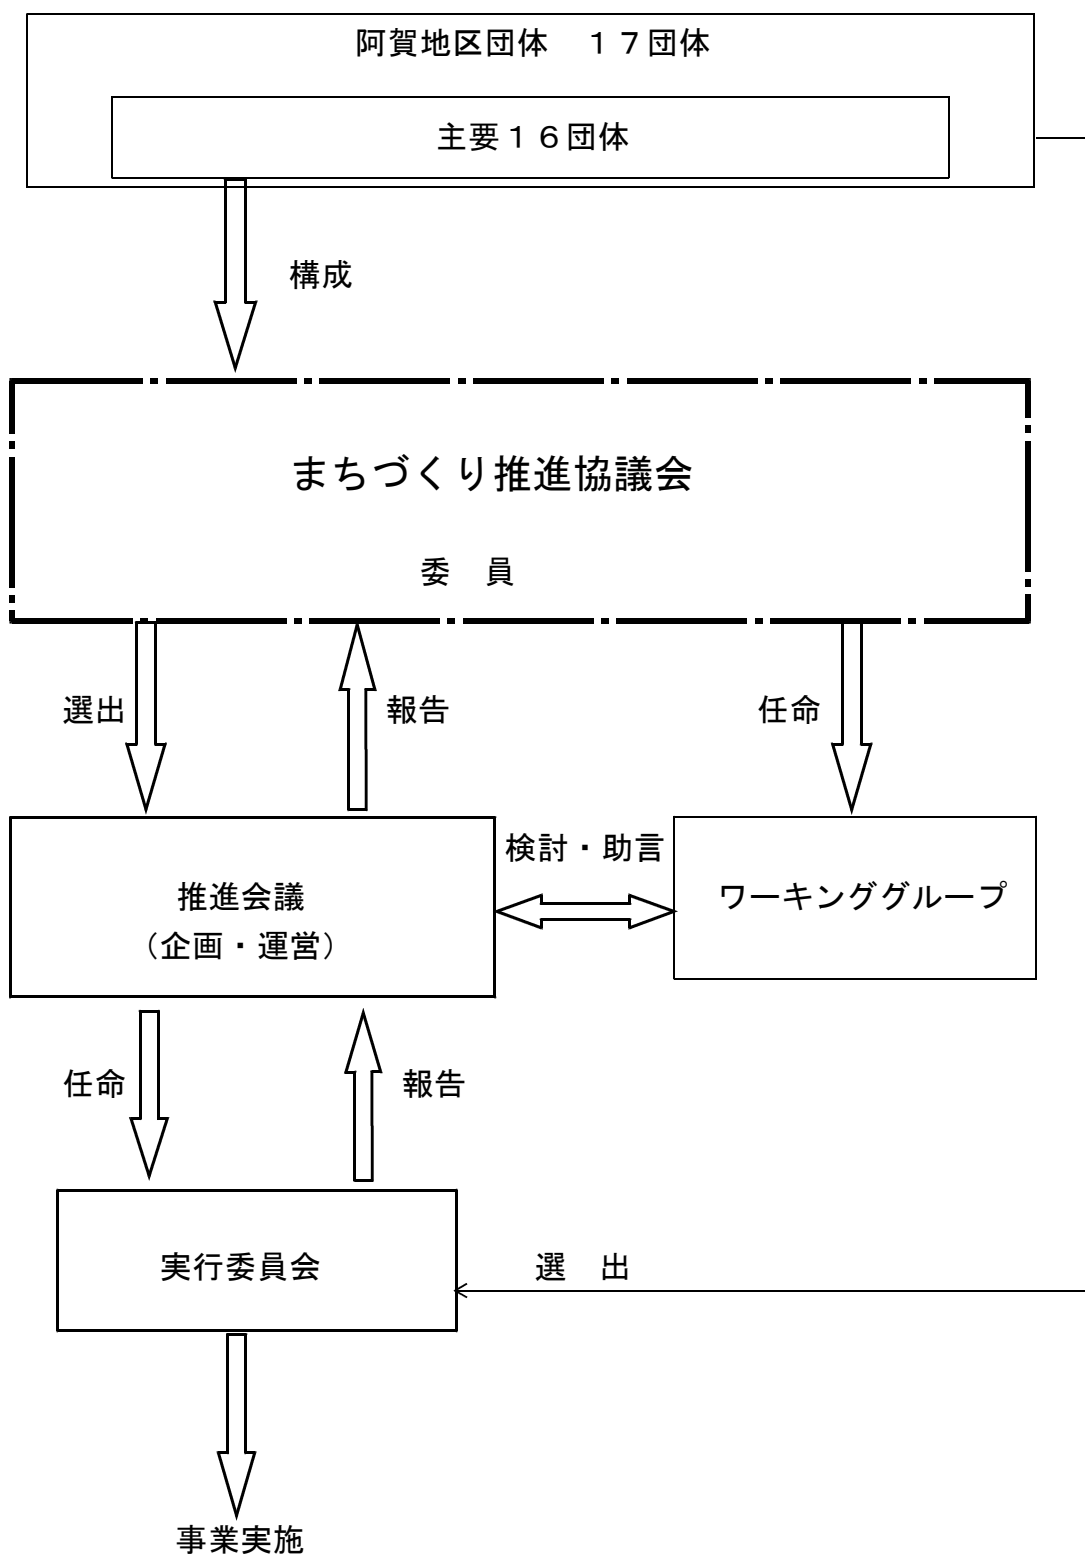 阿賀地区団体　１７団体
主要１６団体
構成
まちづくり推進協議会
委　員
選出
報告
任命
推進会議
（企画・運営）
検討・助言
ワーキンググループ
任命
報告
実行委員会
選　出
事業実施